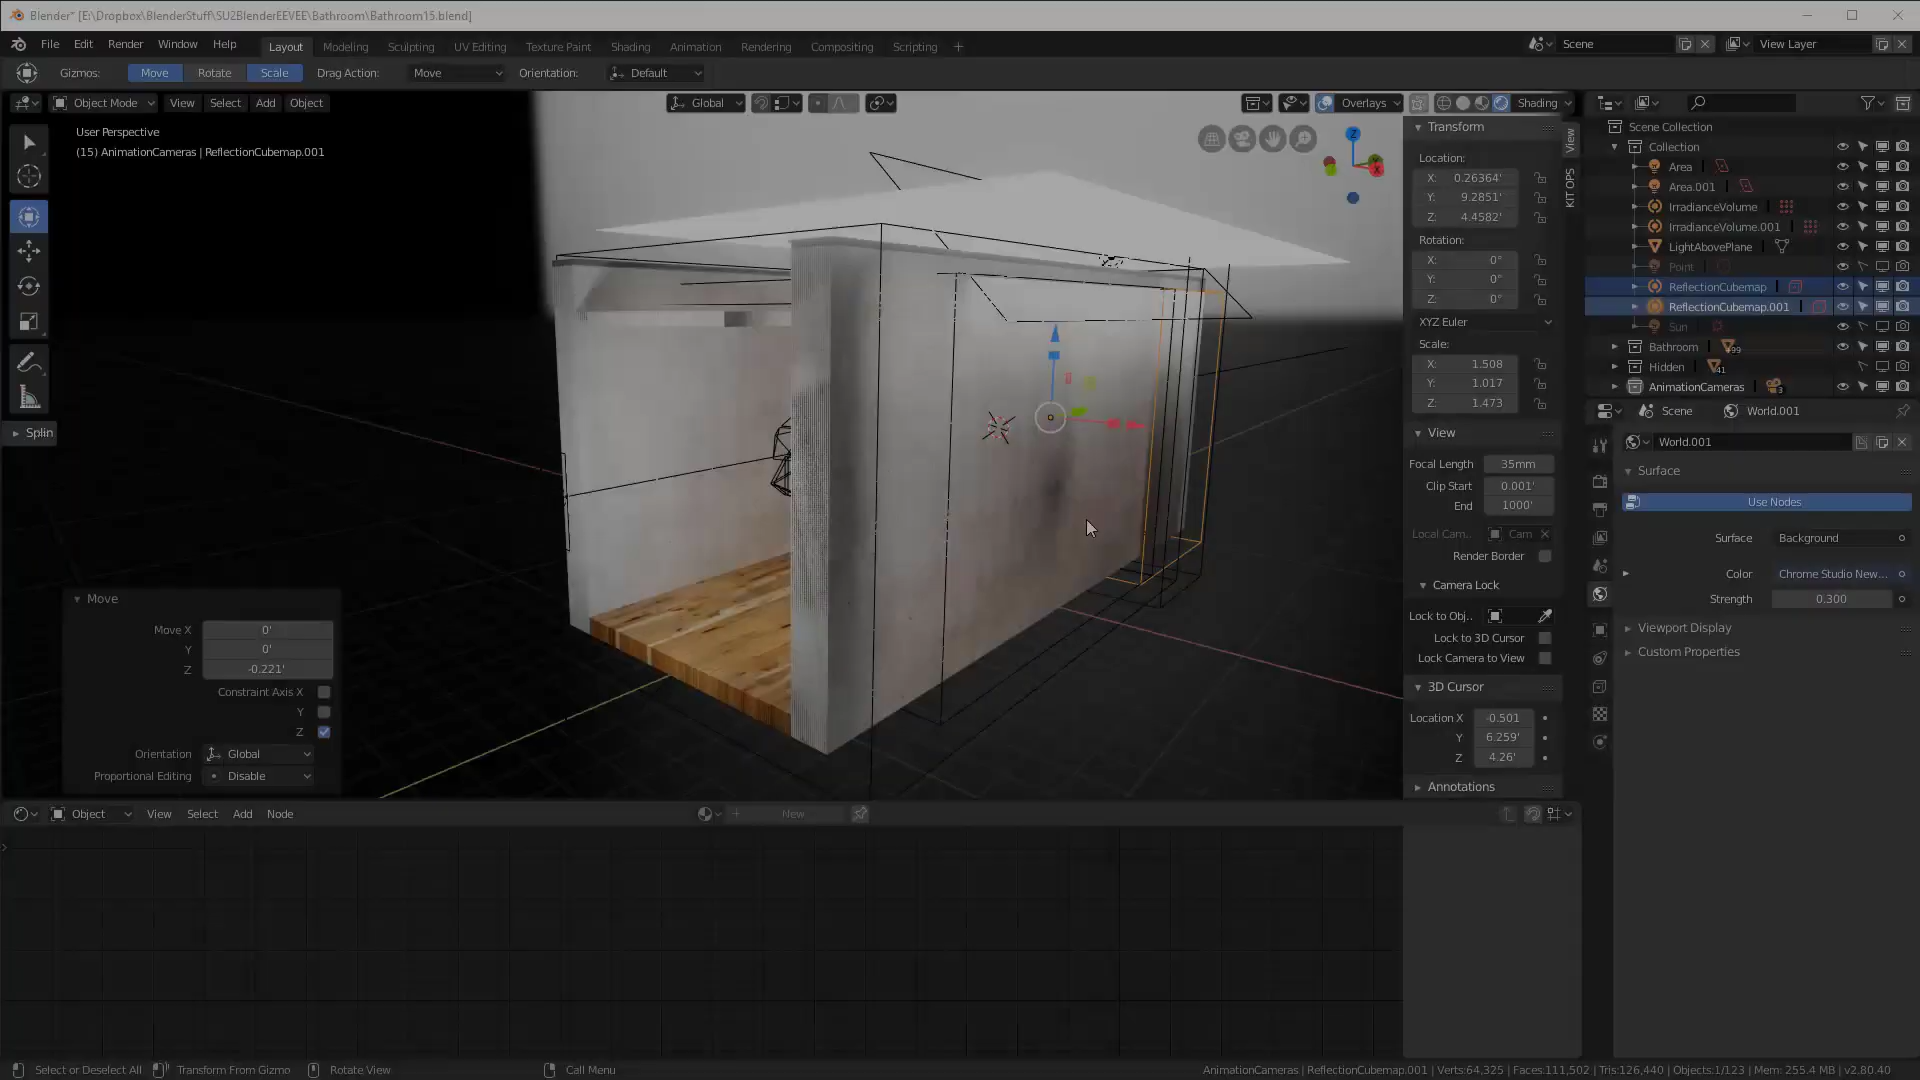 Blender* [E:\Dropbox\BlenderStuff\SU2BlenderEEVEE\Bathroom\Bathroom15.blend]
File Edit Render Window Help Layout Modeling Sculpting UV Editing Texture Paint Shading Animation Rendering Compositing Scripting + Scene View Layer
Gizmos: Move Rotate Scale Drag Action: Move Orientation: Default
Object Mode View Select Add Object Global Overlays Shading
User Perspective
(15) AnimationCameras | ReflectionCubemap.001
Splin
Move
Move X 0'
Y 0'
Z -0.221'
Constraint Axis X
Y
Z
Orientation Global
Proportional Editing Disable
Z
X
Transform
Location:
X: 0.26364'
Y: 9.2851'
Z: 4.4582'
Rotation:
X: 0°
Y: 0°
Z: 0°
XYZ Euler
Scale:
X: 1.508
Y: 1.017
Z: 1.473
View
Focal Length 35mm
Clip Start 0.001'
End 1000'
Local Cam.. Cam
Render Border
Camera Lock
Lock to Obj..
Lock to 3D Cursor
Lock Camera to View
3D Cursor
Location X -0.501
Y 6.259'
Z 4.26'
Annotations
View
KIT OPS
Scene Collection
Collection
Area
Area.001
IrradianceVolume
IrradianceVolume.001
LightAbovePlane
Point
ReflectionCubemap
ReflectionCubemap.001
Sun
Bathroom 99
Hidden 41
AnimationCameras 3
Scene World.001
World.001
Surface
Use Nodes
Surface Background
Color Chrome Studio New...
Strength 0.300
Viewport Display
Custom Properties
Object View Select Add Node New
Select or Deselect All Transform From Gizmo Rotate View Call Menu AnimationCameras | ReflectionCubemap.001 | Verts:64,325 | Faces:111,502 | Tris:126,440 | Objects:1/123 | Mem: 255.4 MB | v2.80.40